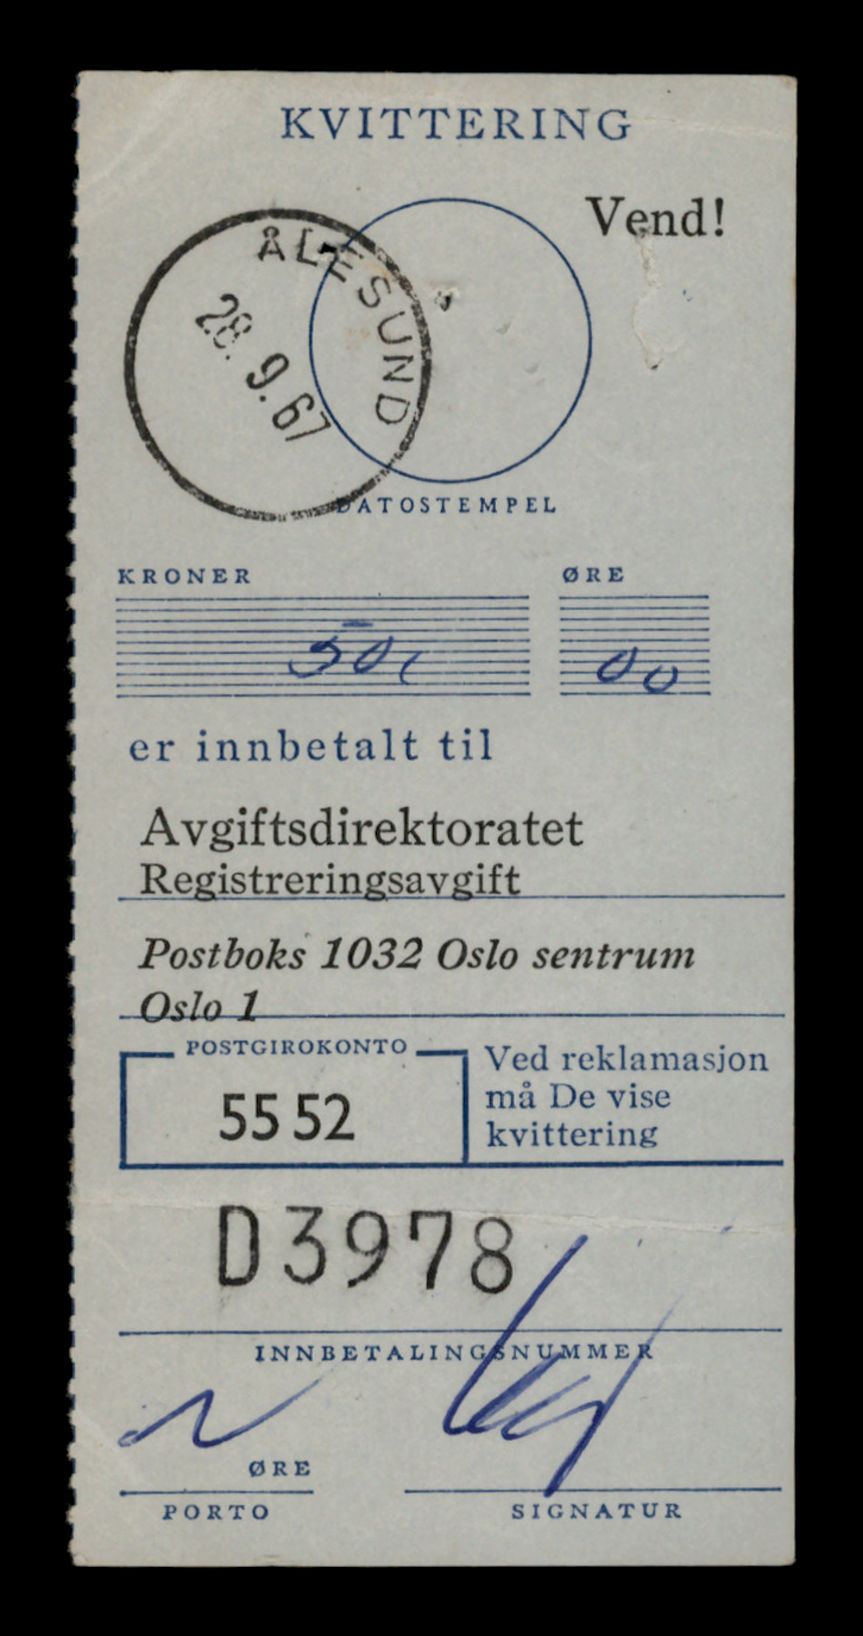 KVITTERING
Vend!
ÅLESUND
28.9.67
DATOSTEMPEL
KRONER ØRE
50, 00
er innbetalt til
Avgiftsdirektoratet
Registreringsavgift
Postboks 1032 Oslo sentrum
Oslo 1
POSTGIROKONTO
55 52
Ved reklamasjon
må De vise
kvittering
D3978
INNBETALINGSNUMMER
ØRE
PORTO
SIGNATUR